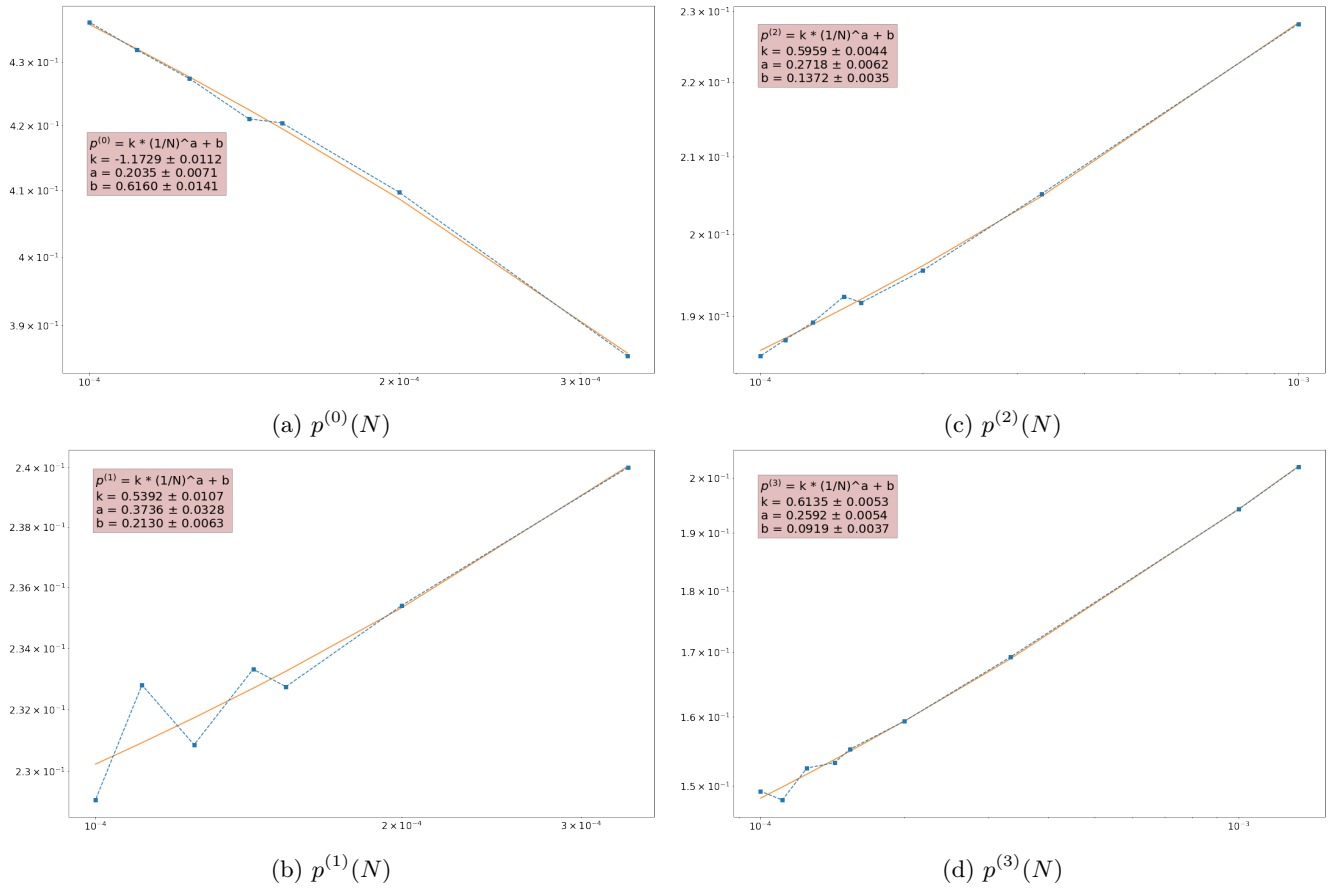 4.3 × 10⁻¹
4.2 × 10⁻¹
4.1 × 10⁻¹
4 × 10⁻¹
3.9 × 10⁻¹
p⁽⁰⁾ = k * (1/N)^a + b
k = -1.1729 ± 0.0112
a = 0.2035 ± 0.0071
b = 0.6160 ± 0.0141
10⁻⁴
2 × 10⁻⁴
3 × 10⁻⁴
(a) p⁽⁰⁾(N)
2.3 × 10⁻¹
2.2 × 10⁻¹
2.1 × 10⁻¹
2 × 10⁻¹
1.9 × 10⁻¹
p⁽²⁾ = k * (1/N)^a + b
k = 0.5959 ± 0.0044
a = 0.2718 ± 0.0062
b = 0.1372 ± 0.0035
10⁻⁴
10⁻³
(c) p⁽²⁾(N)
2.4 × 10⁻¹
2.38 × 10⁻¹
2.36 × 10⁻¹
2.34 × 10⁻¹
2.32 × 10⁻¹
2.3 × 10⁻¹
p⁽¹⁾ = k * (1/N)^a + b
k = 0.5392 ± 0.0107
a = 0.3736 ± 0.0328
b = 0.2130 ± 0.0063
10⁻⁴
2 × 10⁻⁴
3 × 10⁻⁴
(b) p⁽¹⁾(N)
2 × 10⁻¹
1.9 × 10⁻¹
1.8 × 10⁻¹
1.7 × 10⁻¹
1.6 × 10⁻¹
1.5 × 10⁻¹
p⁽³⁾ = k * (1/N)^a + b
k = 0.6135 ± 0.0053
a = 0.2592 ± 0.0054
b = 0.0919 ± 0.0037
10⁻⁴
10⁻³
(d) p⁽³⁾(N)